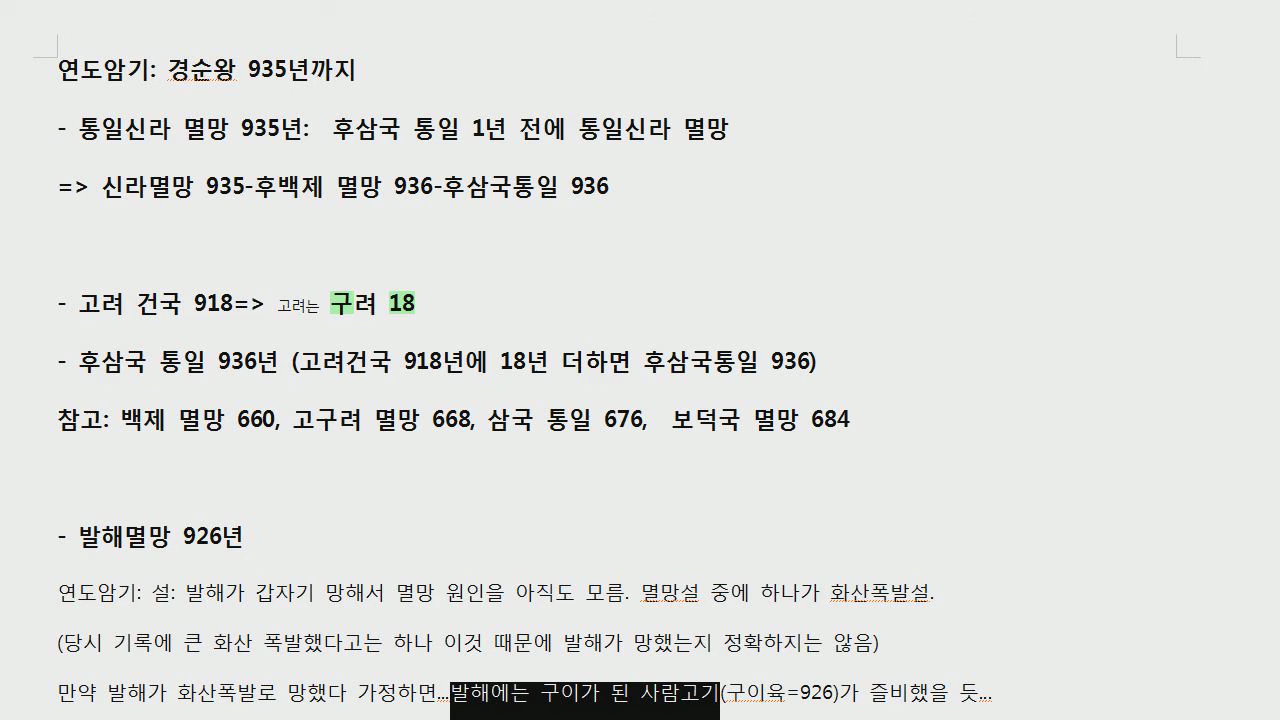 연도암기: 경순왕 935년까지
- 통일신라 멸망 935년: 후삼국 통일 1년 전에 통일신라 멸망
=> 신라멸망 935-후백제 멸망 936-후삼국통일 936
- 고려 건국 918=> 고려는 구려 18
- 후삼국 통일 936년 (고려건국 918년에 18년 더하면 후삼국통일 936)
참고: 백제 멸망 660, 고구려 멸망 668, 삼국 통일 676, 보덕국 멸망 684
- 발해멸망 926년
연도암기: 설: 발해가 갑자기 망해서 멸망 원인을 아직도 모름. 멸망설 중에 하나가 화산폭발설.
(당시 기록에 큰 화산 폭발했다고는 하나 이것 때문에 발해가 망했는지 정확하지는 않음)
만약 발해가 화산폭발로 망했다 가정하면...발해에는 구이가 된 사람고기(구이육=926)가 즐비했을 듯...